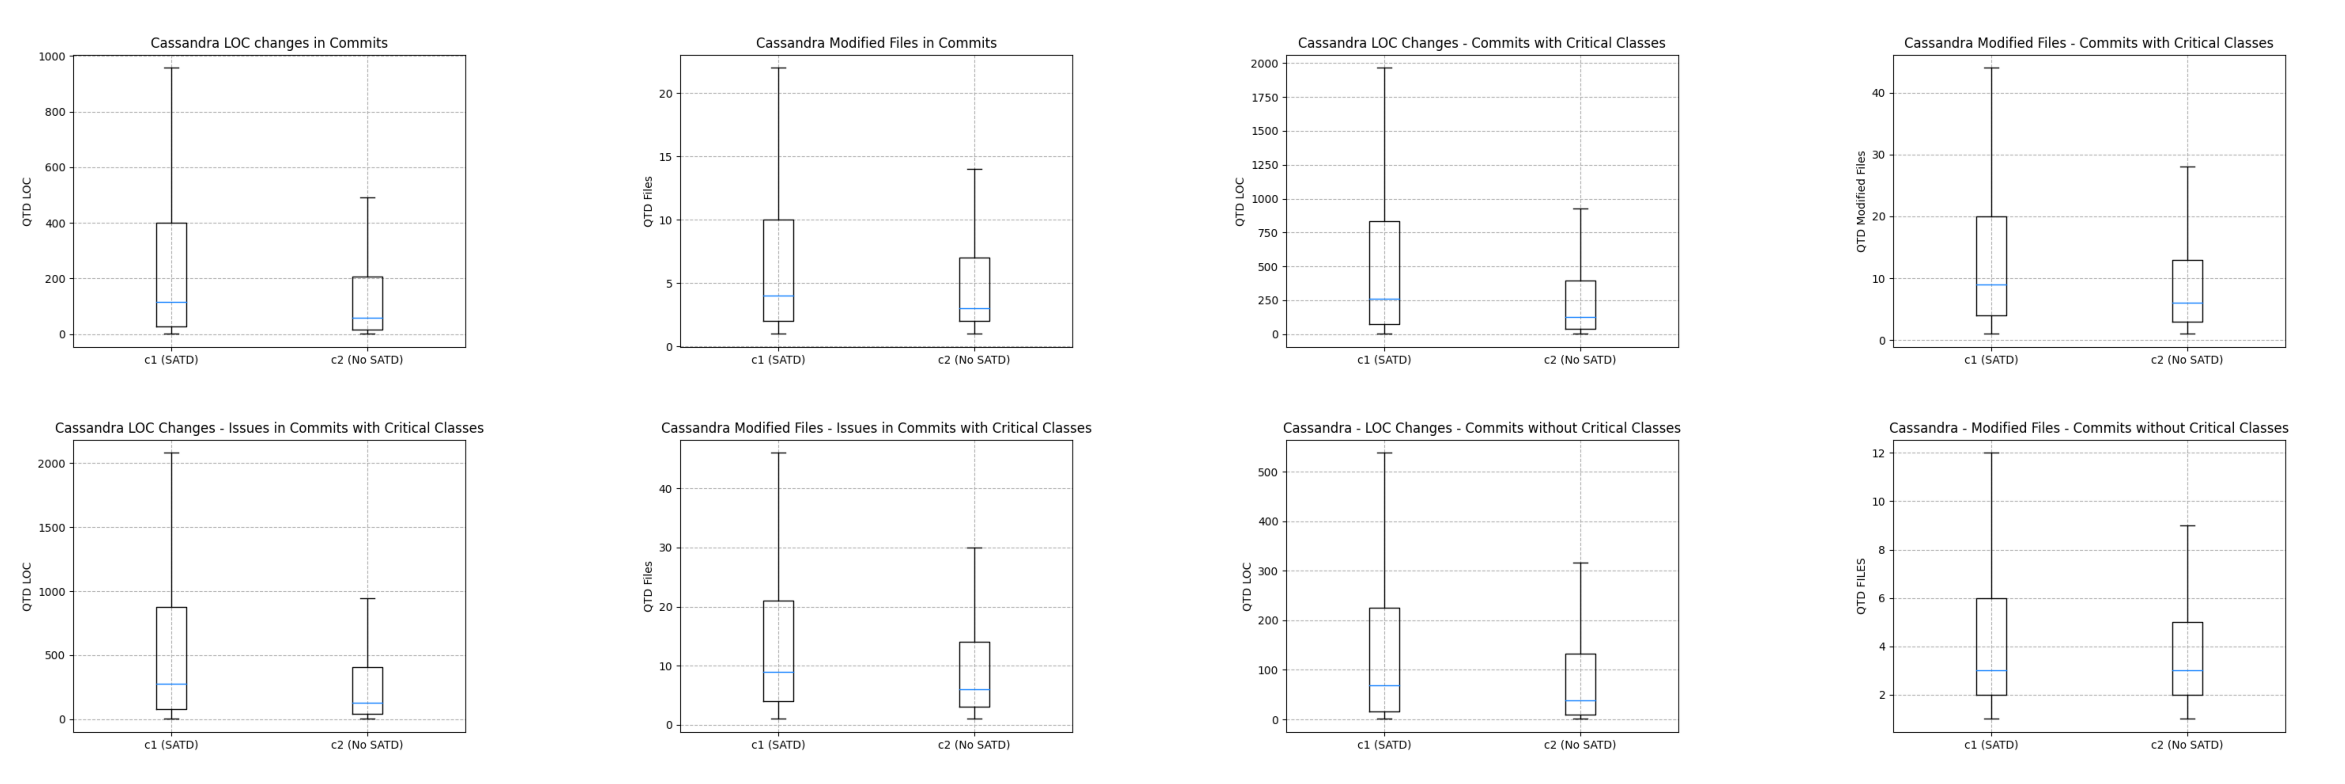 Cassandra LOC changes in Commits
QTD LOC
1000
800
600
400
200
0
c1 (SATD)
c2 (No SATD)
Cassandra Modified Files in Commits
QTD Files
20
15
10
5
0
c1 (SATD)
c2 (No SATD)
Cassandra LOC Changes - Commits with Critical Classes
QTD LOC
2000
1750
1500
1250
1000
750
500
250
0
c1 (SATD)
c2 (No SATD)
Cassandra Modified Files - Commits with Critical Classes
QTD Modified Files
40
30
20
10
0
c1 (SATD)
c2 (No SATD)
Cassandra LOC Changes - Issues in Commits with Critical Classes
QTD LOC
2000
1500
1000
500
0
c1 (SATD)
c2 (No SATD)
Cassandra Modified Files - Issues in Commits with Critical Classes
QTD Files
40
30
20
10
0
c1 (SATD)
c2 (No SATD)
Cassandra - LOC Changes - Commits without Critical Classes
QTD LOC
500
400
300
200
100
0
c1 (SATD)
c2 (No SATD)
Cassandra - Modified Files - Commits without Critical Classes
QTD FILES
12
10
8
6
4
2
c1 (SATD)
c2 (No SATD)